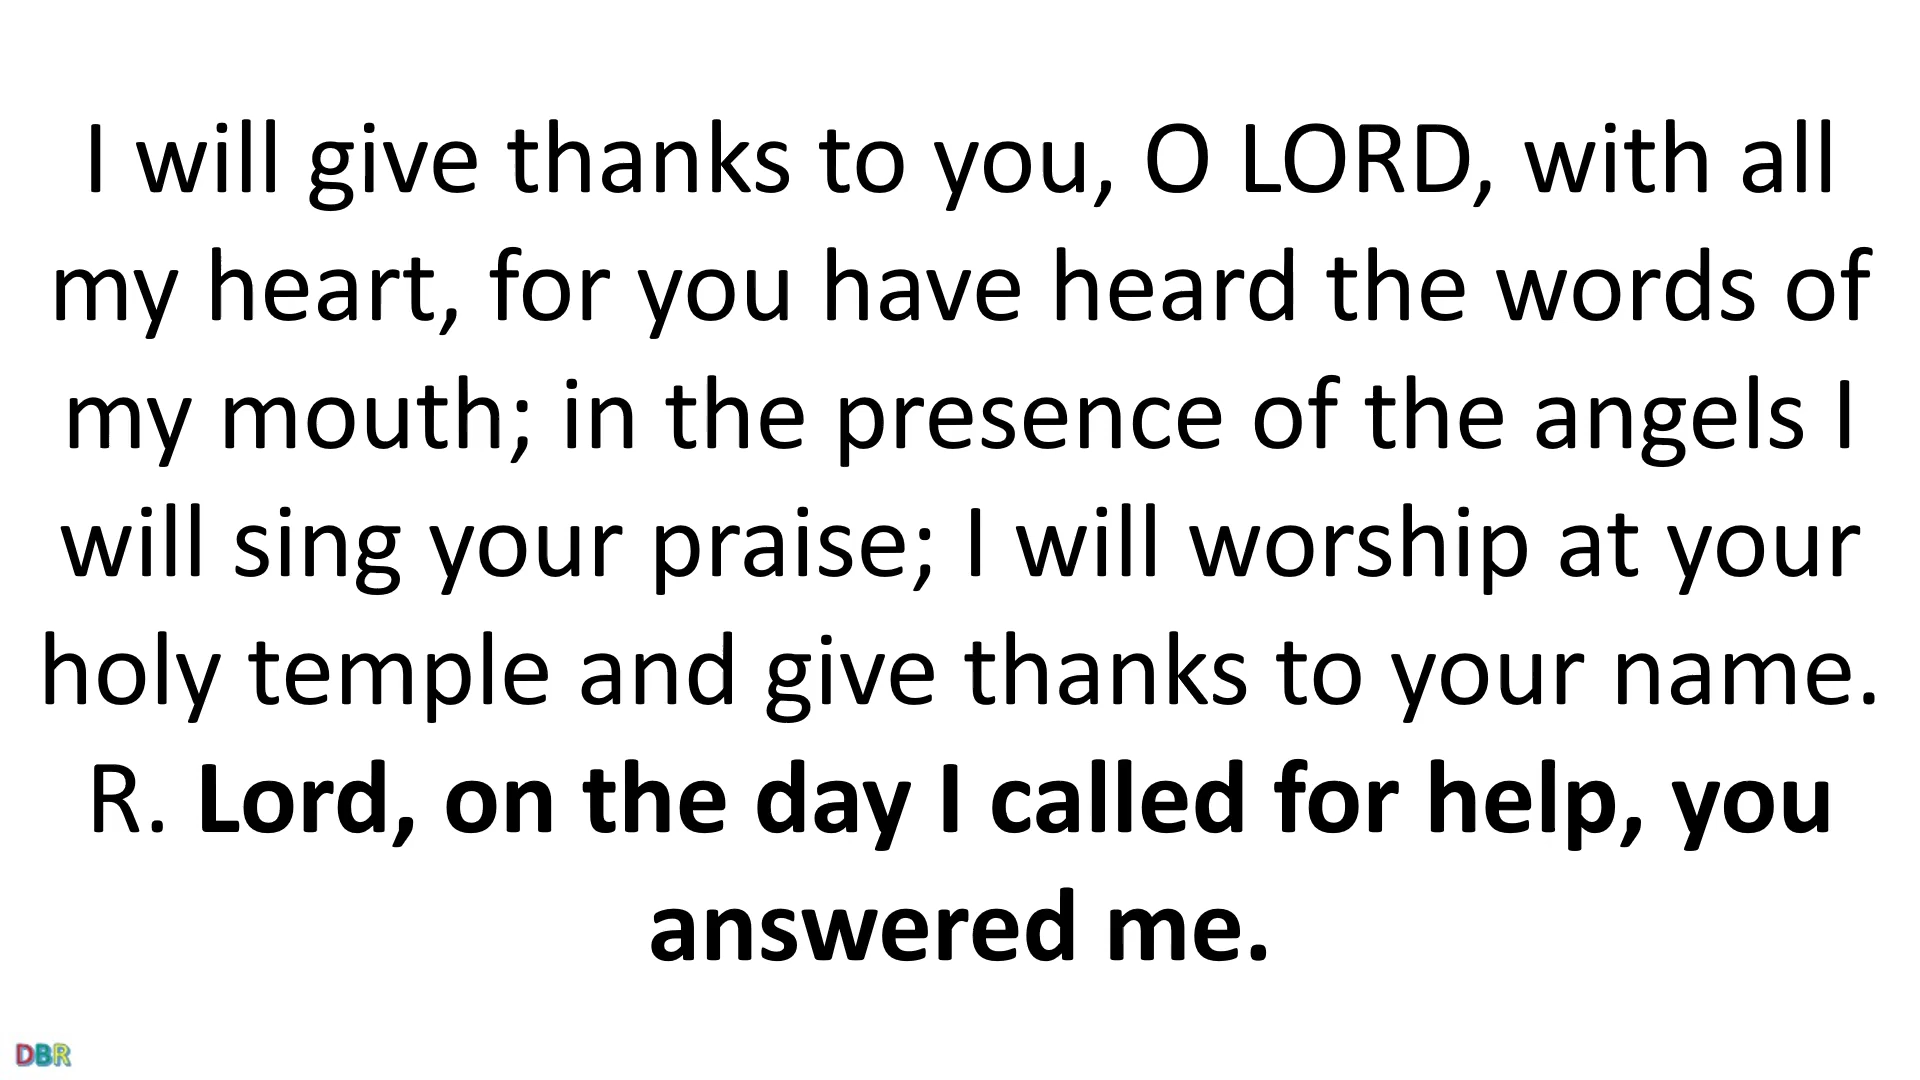 I will give thanks to you, O LORD, with all
my heart, for you have heard the words of
my mouth; in the presence of the angels I
will sing your praise; I will worship at your
holy temple and give thanks to your name.
R. Lord, on the day I called for help, you
answered me.
DBR